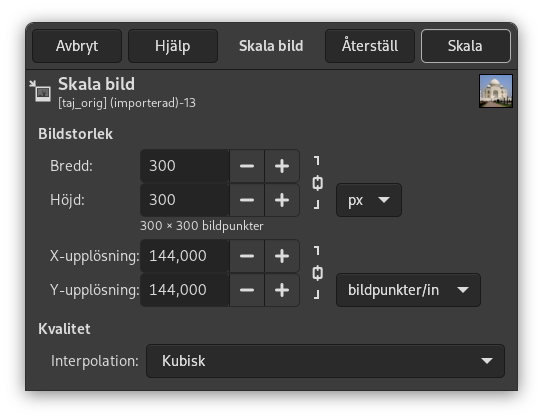 Avbryt Hjälp Skala bild Återställ Skala
Skala bild
[taj_orig] (importerad)-13
Bildstorlek
Bredd: 300
Höjd: 300 px
300 × 300 bildpunkter
X-upplösning: 144,000
Y-upplösning: 144,000 bildpunkter/in
Kvalitet
Interpolation: Kubisk